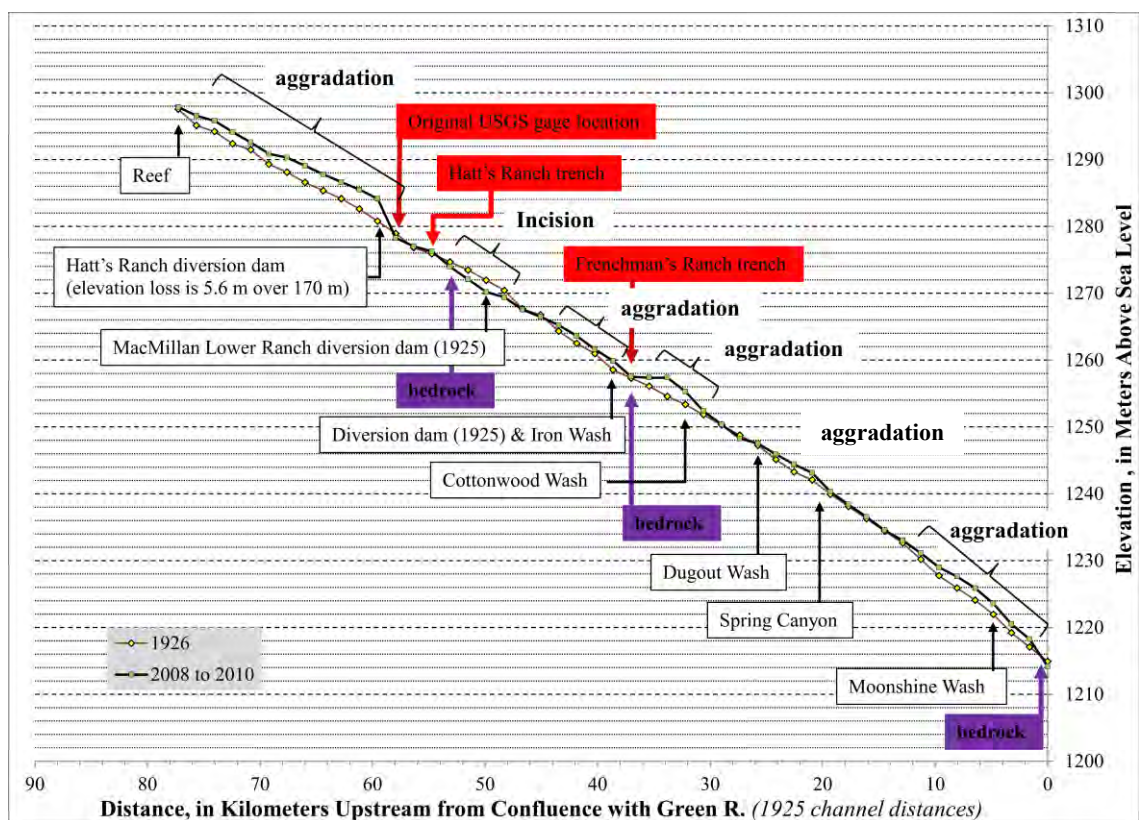 aggradation
Original USGS gage location
Hatt's Ranch trench
Reef
Incision
Hatt's Ranch diversion dam
(elevation loss is 5.6 m over 170 m)
Frenchman's Ranch trench
MacMillan Lower Ranch diversion dam (1925)
aggradation
aggradation
bedrock
Diversion dam (1925) & Iron Wash
aggradation
Cottonwood Wash
bedrock
aggradation
Dugout Wash
Spring Canyon
1926
2008 to 2010
Moonshine Wash
bedrock
1310
1300
1290
1280
1270
1260
1250
1240
1230
1220
1210
1200
Elevation , in Meters Above Sea Level
90 80 70 60 50 40 30 20 10 0
Distance, in Kilometers Upstream from Confluence with Green R. (1925 channel distances)